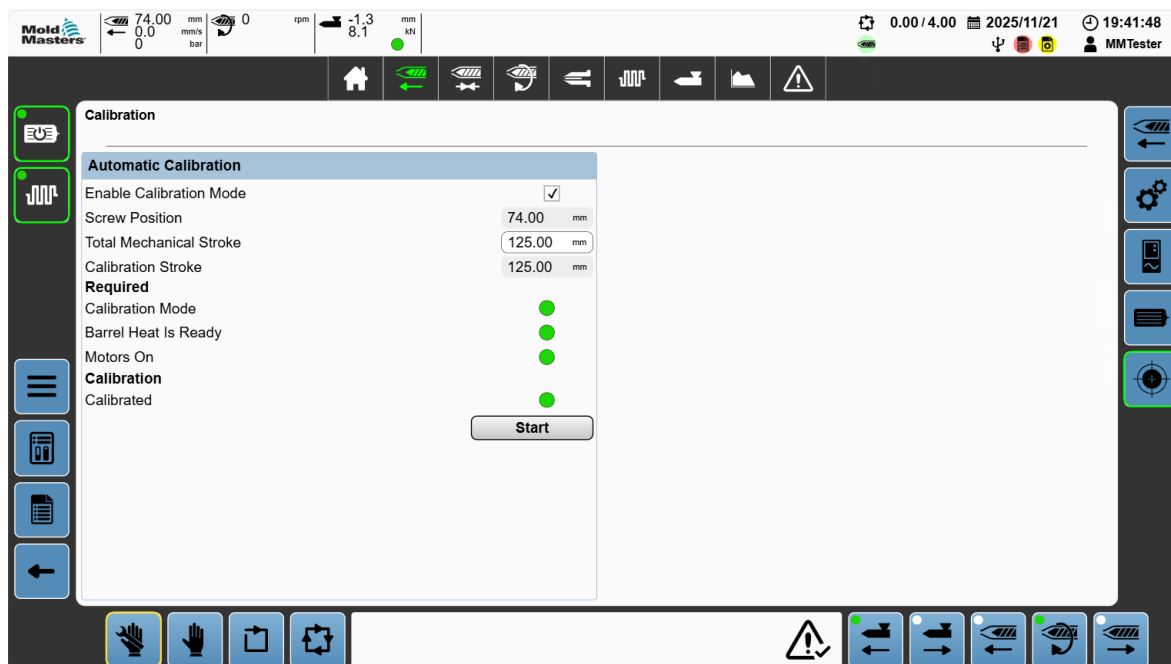 Mold Masters
74.00 mm
0.0 mm/s
0 bar
0 rpm
-1.3 mm
8.1 kN
0.00 / 4.00
2025/11/21
19:41:48
MMTester
Calibration
Automatic Calibration
Enable Calibration Mode
Screw Position 74.00 mm
Total Mechanical Stroke 125.00 mm
Calibration Stroke 125.00 mm
Required
Calibration Mode
Barrel Heat Is Ready
Motors On
Calibration
Calibrated
Start